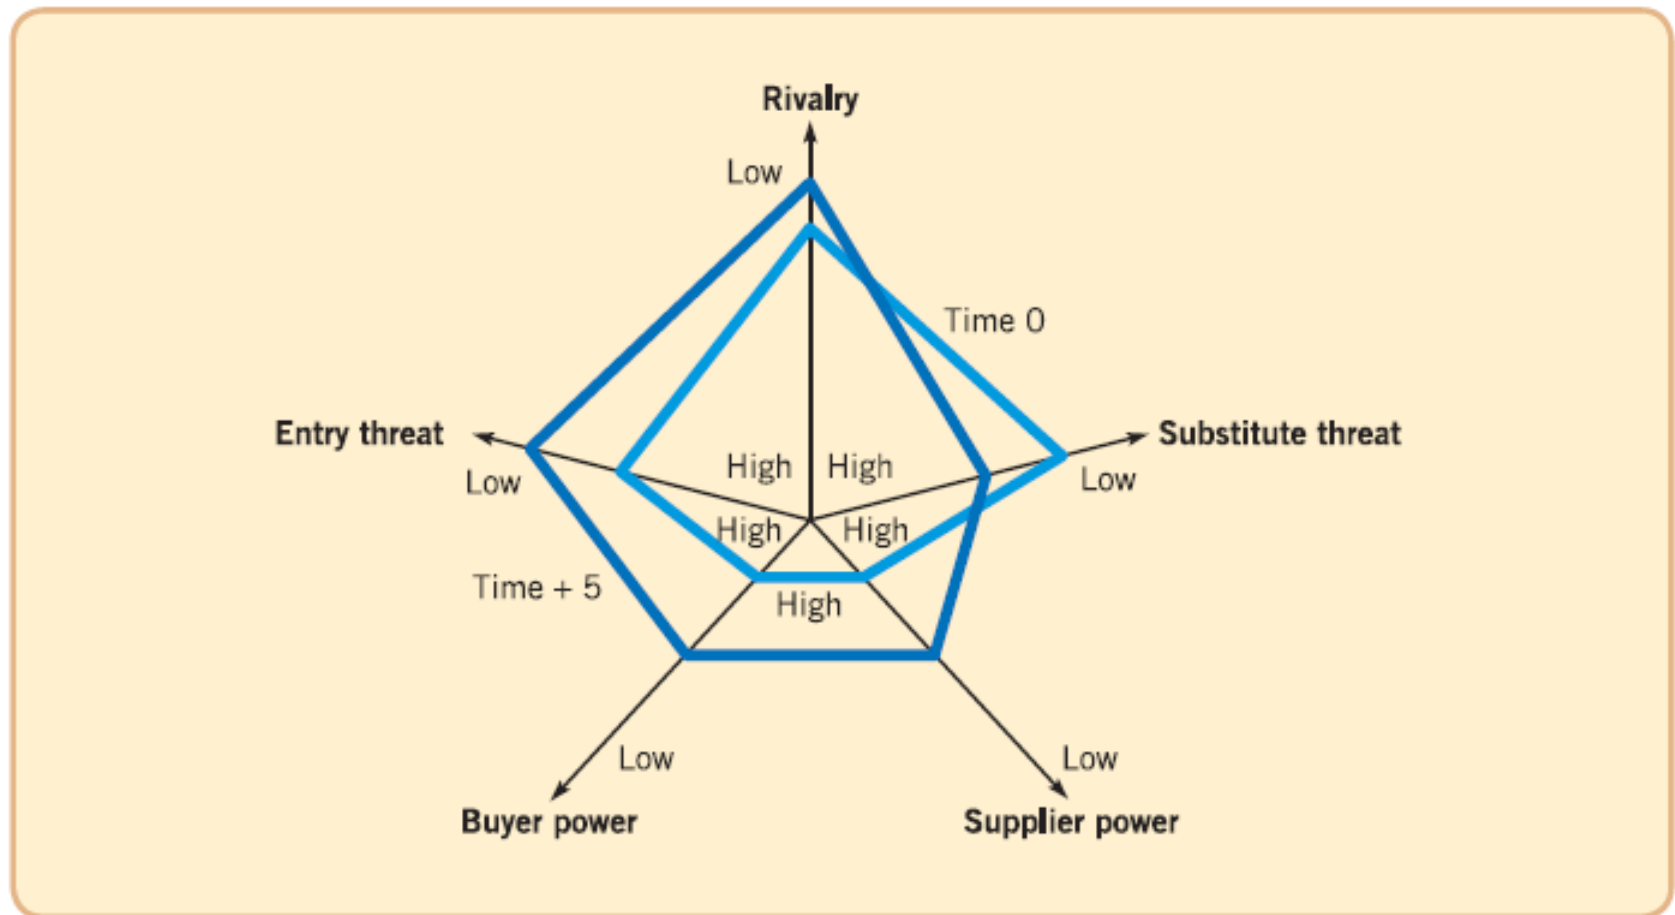 Rivalry
Low
Time 0
Entry threat
Substitute threat
High
High
Low
Low
High
High
Time + 5
High
Low
Low
Buyer power
Supplier power